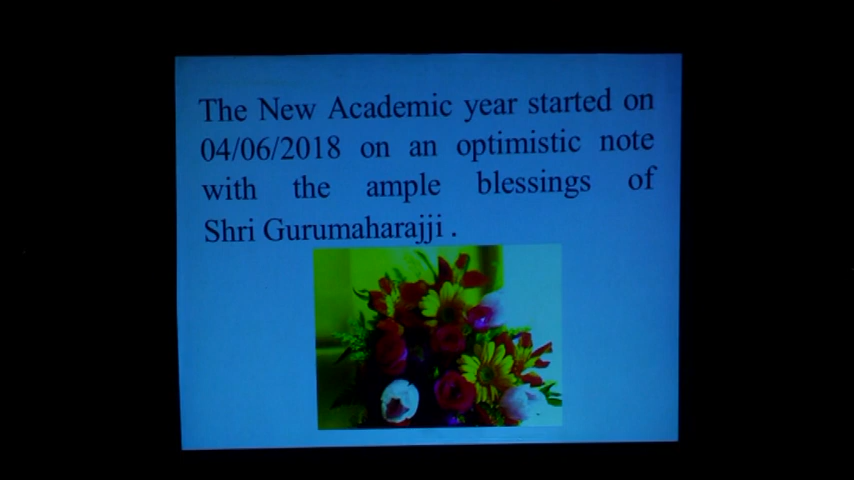 The New Academic year started on
04/06/2018 on an optimistic note
with the ample blessings of
Shri Gurumaharajji .